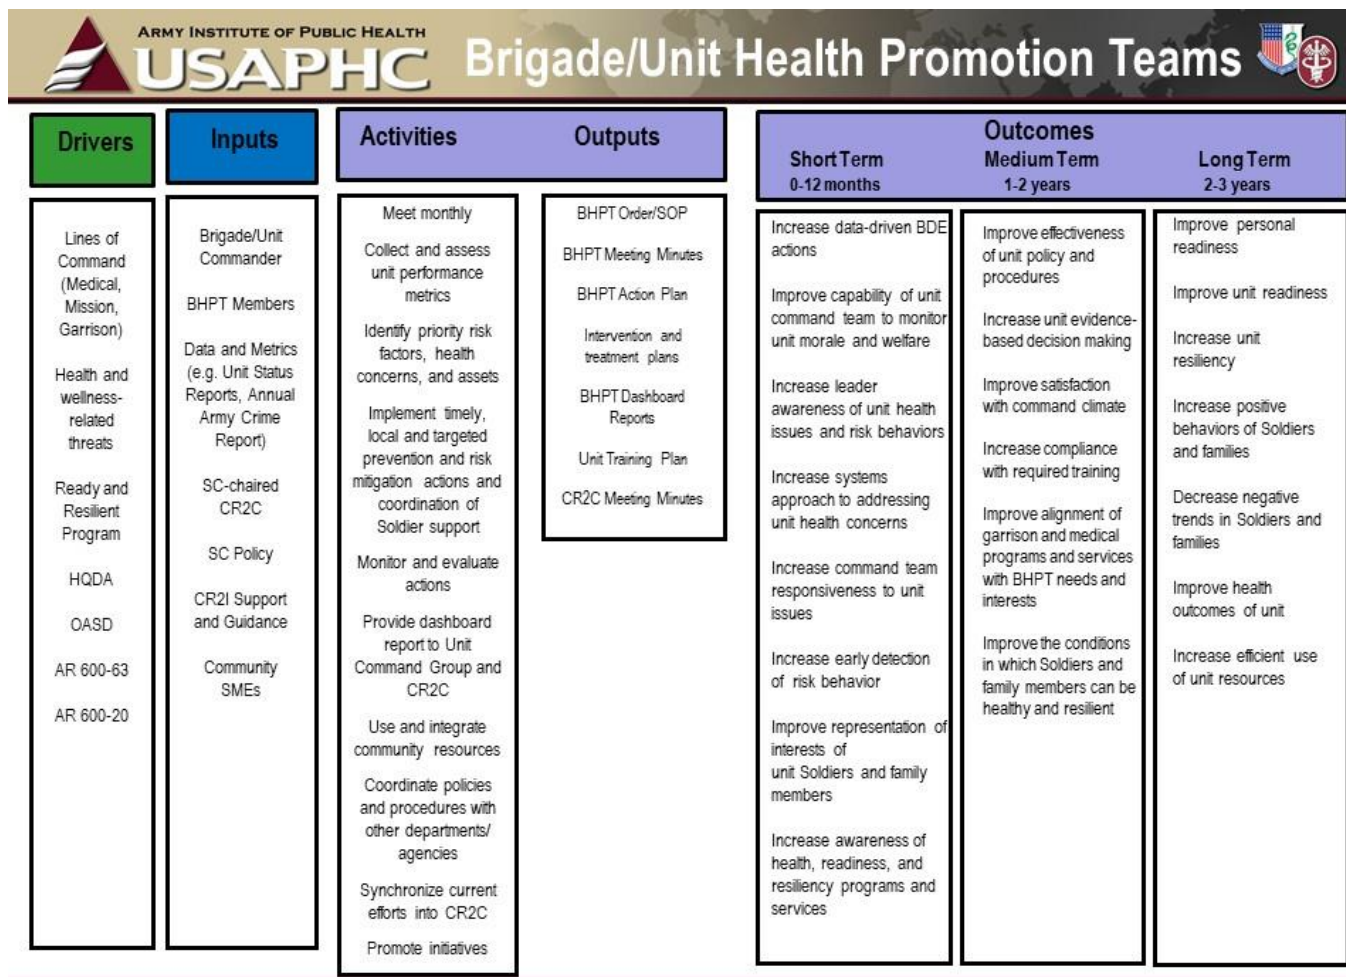 ARMY INSTITUTE OF PUBLIC HEALTH
USAPHC
Brigade/Unit Health Promotion Teams
Drivers
Lines of
Command
(Medical,
Mission,
Garrison)
Health and
wellness-
related
threats
Ready and
Resilient
Program
HQDA
OASD
AR 600-63
AR 600-20
Inputs
Brigade/Unit
Commander
BHPT Members
Data and Metrics
(e.g. Unit Status
Reports, Annual
Army Crime
Report)
SC-chaired
CR2C
SC Policy
CR2I Support
and Guidance
Community
SMEs
Activities
Meet monthly
Collect and assess
unit performance
metrics
Identify priority risk
factors, health
concerns, and assets
Implement timely,
local and targeted
prevention and risk
mitigation actions and
coordination of
Soldier support
Monitor and evaluate
actions
Provide dashboard
report to Unit
Command Group and
CR2C
Use and integrate
community resources
Coordinate policies
and procedures with
other departments/
agencies
Synchronize current
efforts into CR2C
Promote initiatives
Outputs
BHPT Order/SOP
BHPT Meeting Minutes
BHPT Action Plan
Intervention and
treatment plans
BHPT Dashboard
Reports
Unit Training Plan
CR2C Meeting Minutes
Outcomes
Short Term
0-12 months
Increase data-driven BDE
actions
Improve capability of unit
command team to monitor
unit morale and welfare
Increase leader
awareness of unit health
issues and risk behaviors
Increase systems
approach to addressing
unit health concerns
Increase command team
responsiveness to unit
issues
Increase early detection
of risk behavior
Improve representation of
interests of
unit Soldiers and family
members
Increase awareness of
health, readiness, and
resiliency programs and
services
Medium Term
1-2 years
Improve effectiveness
of unit policy and
procedures
Increase unit evidence-
based decision making
Improve satisfaction
with command climate
Increase compliance
with required training
Improve alignment of
garrison and medical
programs and services
with BHPT needs and
interests
Improve the conditions
in which Soldiers and
family members can be
healthy and resilient
Long Term
2-3 years
Improve personal
readiness
Improve unit readiness
Increase unit
resiliency
Increase positive
behaviors of Soldiers
and families
Decrease negative
trends in Soldiers and
families
Improve health
outcomes of unit
Increase efficient use
of unit resources